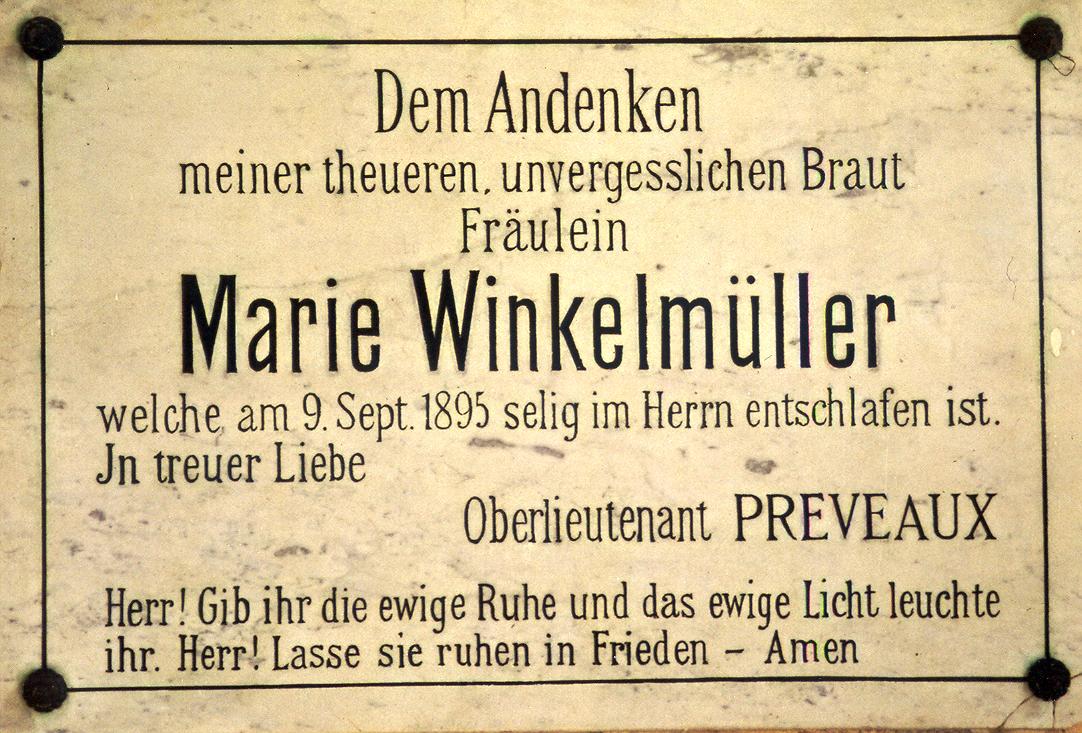 Dem Andenken
meiner theueren, unvergesslichen Braut
Fräulein
Marie Winkelmüller
welche am 9. Sept. 1895 selig im Herrn entschlafen ist.
Jn treuer Liebe
Oberlieutenant PREVEAUX
Herr! Gib ihr die ewige Ruhe und das ewige Licht leuchte
ihr. Herr! Lasse sie ruhen in Frieden – Amen